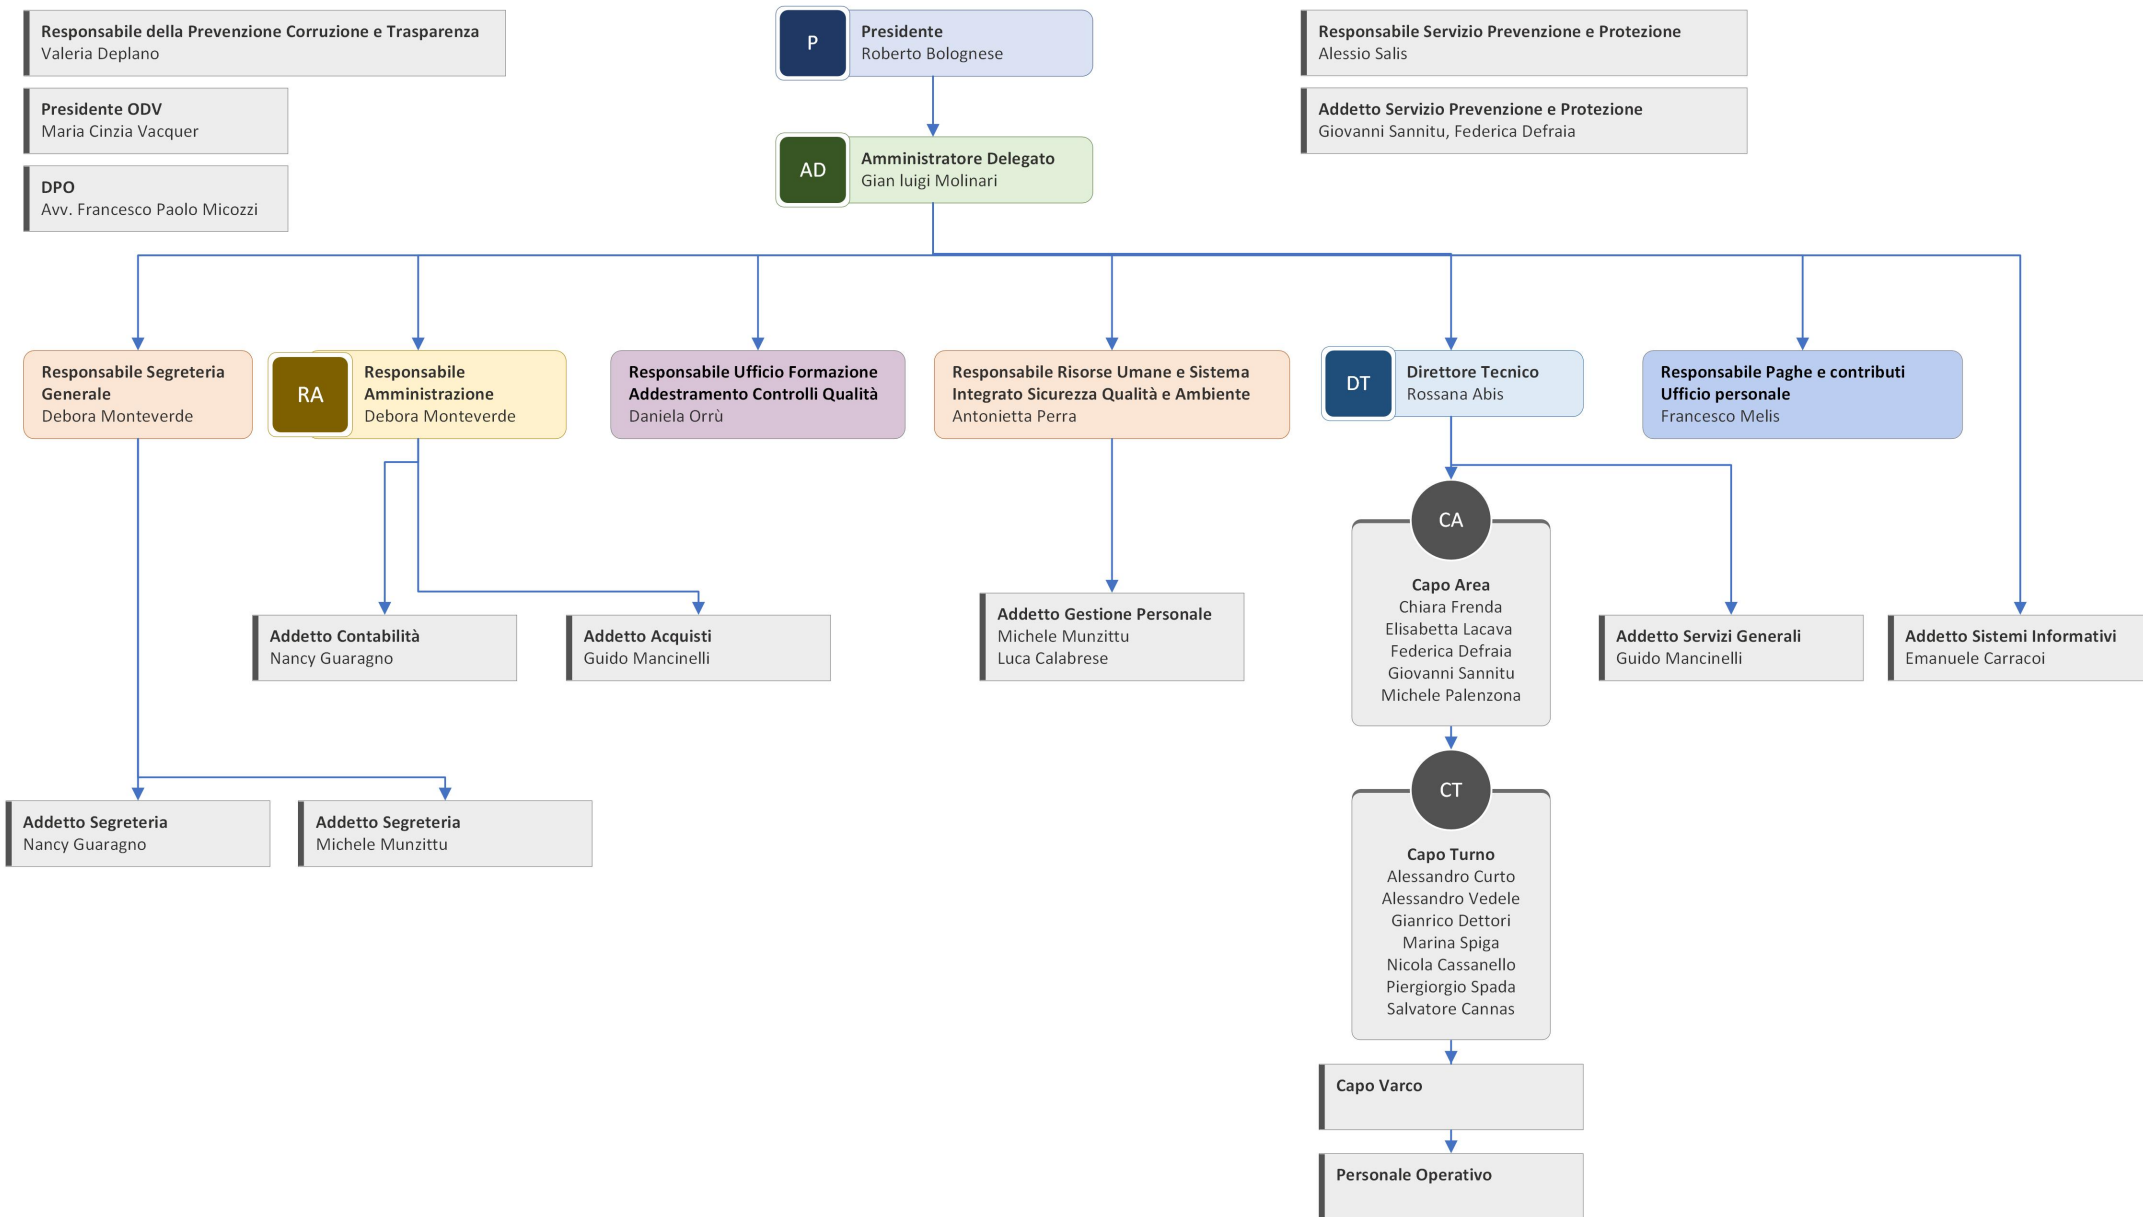 Responsabile della Prevenzione Corruzione e Trasparenza
Valeria Deplano
Presidente ODV
Maria Cinzia Vacquer
DPO
Avv. Francesco Paolo Micozzi
P
Presidente
Roberto Bolognese
AD
Amministratore Delegato
Gian luigi Molinari
Responsabile Servizio Prevenzione e Protezione
Alessio Salis
Addetto Servizio Prevenzione e Protezione
Giovanni Sannitu, Federica Defraia
Responsabile Segreteria
Generale
Debora Monteverde
RA
Responsabile
Amministrazione
Debora Monteverde
Responsabile Ufficio Formazione
Addestramento Controlli Qualità
Daniela Orrù
Responsabile Risorse Umane e Sistema
Integrato Sicurezza Qualità e Ambiente
Antonietta Perra
DT
Direttore Tecnico
Rossana Abis
Responsabile Paghe e contributi
Ufficio personale
Francesco Melis
Addetto Contabilità
Nancy Guaragno
Addetto Acquisti
Guido Mancinelli
Addetto Gestione Personale
Michele Munzittu
Luca Calabrese
CA
Capo Area
Chiara Frenda
Elisabetta Lacava
Federica Defraia
Giovanni Sannitu
Michele Palenzona
Addetto Servizi Generali
Guido Mancinelli
Addetto Sistemi Informativi
Emanuele Carracoi
Addetto Segreteria
Nancy Guaragno
Addetto Segreteria
Michele Munzittu
CT
Capo Turno
Alessandro Curto
Alessandro Vedele
Gianrico Dettori
Marina Spiga
Nicola Cassanello
Piergiorgio Spada
Salvatore Cannas
Capo Varco
Personale Operativo